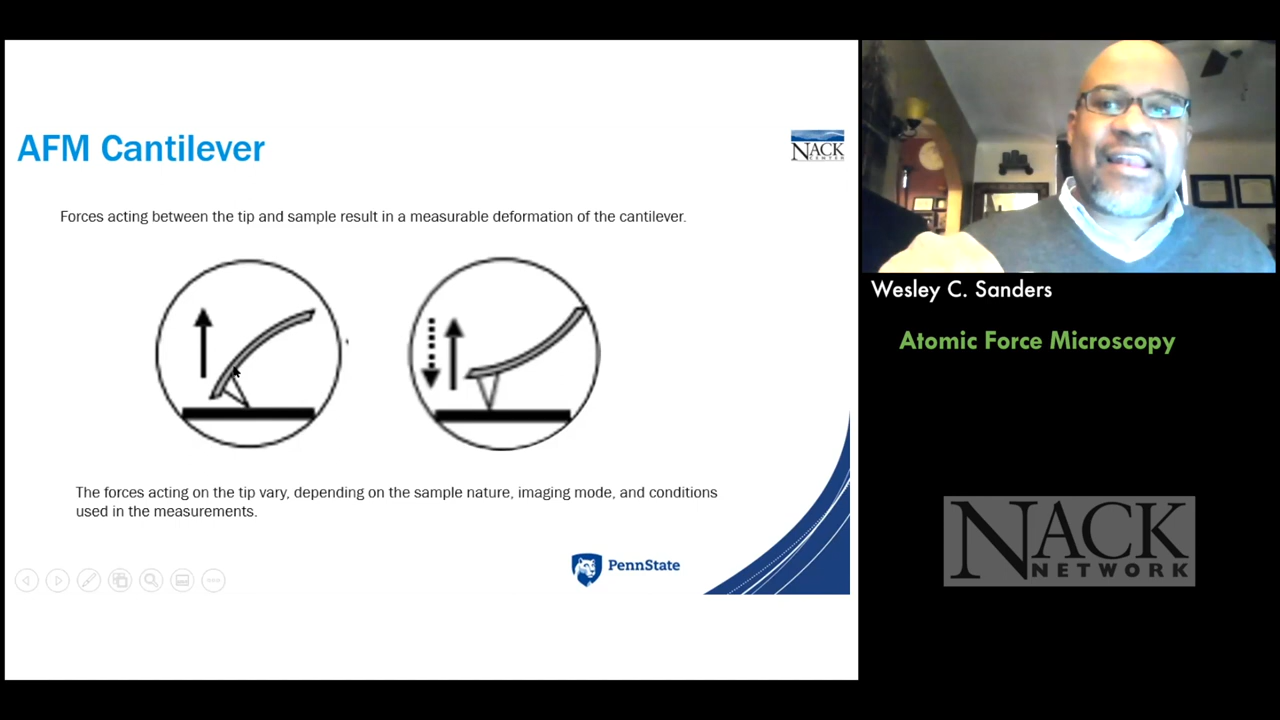 AFM Cantilever
NACK
CENTER
Forces acting between the tip and sample result in a measurable deformation of the cantilever.
The forces acting on the tip vary, depending on the sample nature, imaging mode, and conditions
used in the measurements.
PennState
Wesley C. Sanders
Atomic Force Microscopy
NACK
NETWORK